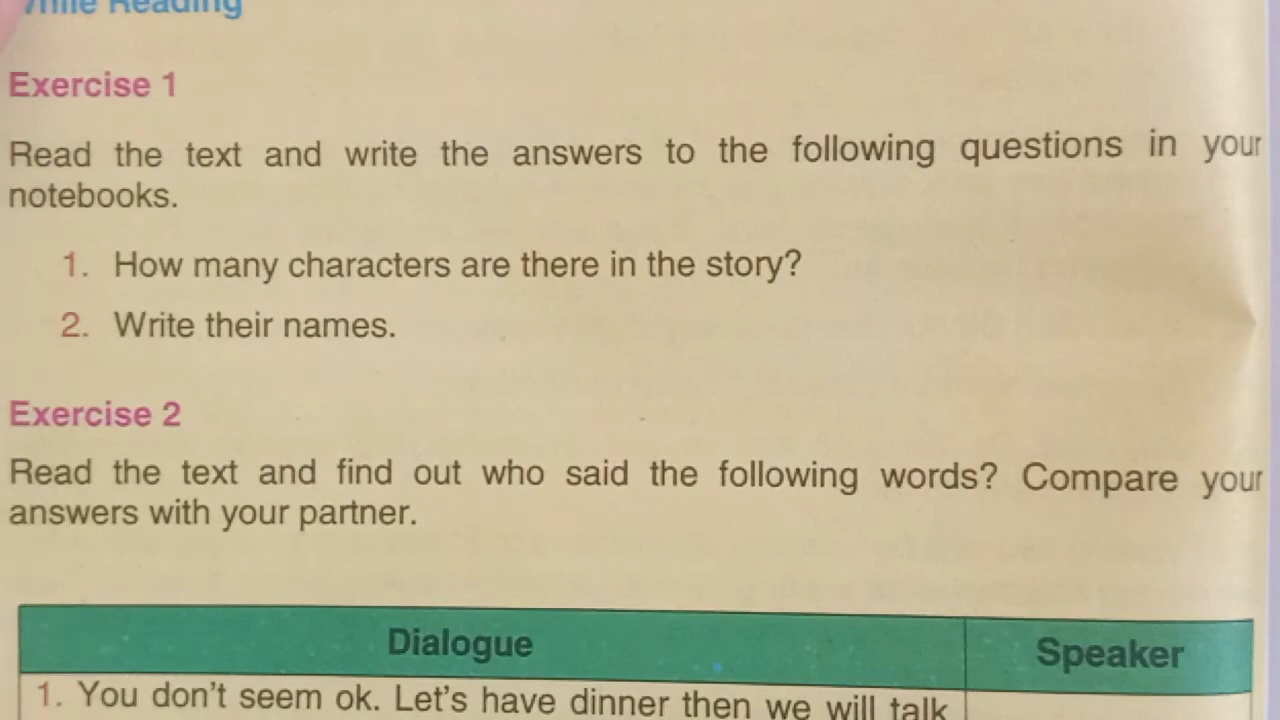 While Reading
Exercise 1
Read the text and write the answers to the following questions in your
notebooks.
1. How many characters are there in the story?
2. Write their names.
Exercise 2
Read the text and find out who said the following words? Compare your
answers with your partner.
Dialogue Speaker
1. You don't seem ok. Let's have dinner then we will talk